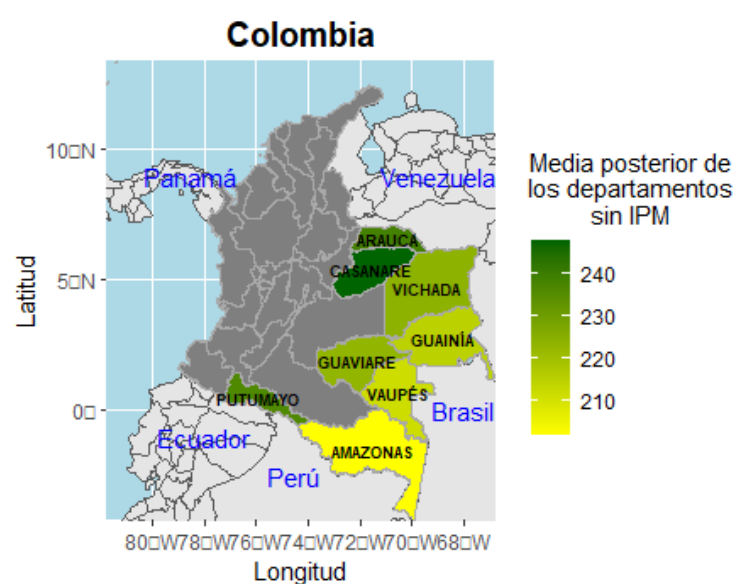 Colombia
Latitud
10□N
5□N
0□
Panamá
Venezuela
ARAUCA
CASANARE
VICHADA
GUAINÍA
GUAVIARE
VAUPÉS
PUTUMAYO
Brasil
Ecuador
AMAZONAS
Perú
80□W78□W76□W74□W72□W70□W68□W
Longitud
Media posterior de
los departamentos
sin IPM
240
230
220
210